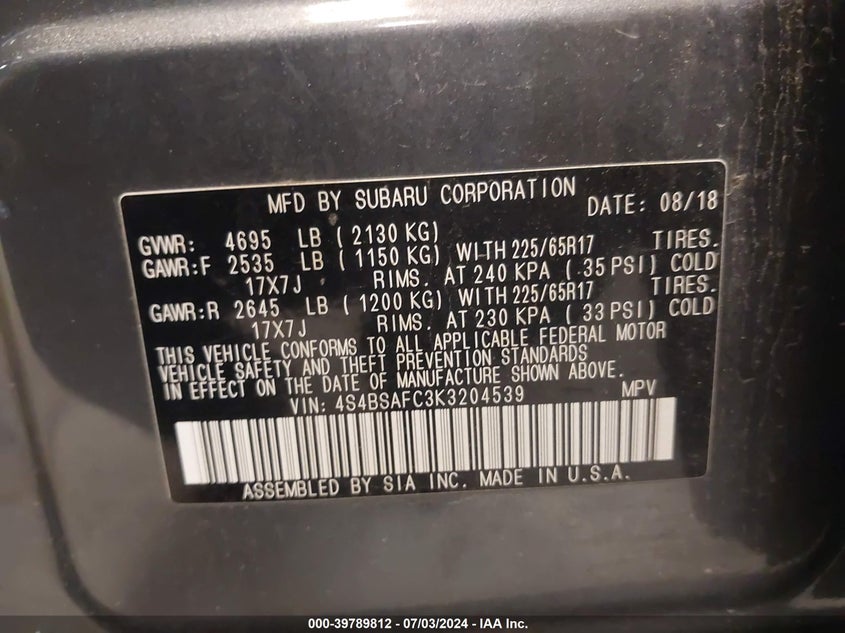 MFD BY SUBARU CORPORATION DATE: 08/18
GVWR: 4695 LB ( 2130 KG)
GAWR:F 2535 LB ( 1150 KG) WITH 225/65R17 TIRES.
17X7J RIMS. AT 240 KPA ( 35 PSI) COLD
GAWR:R 2645 LB ( 1200 KG) WITH 225/65R17 TIRES.
17X7J RIMS. AT 230 KPA ( 33 PSI) COLD
THIS VEHICLE CONFORMS TO ALL APPLICABLE FEDERAL MOTOR
VEHICLE SAFETY AND THEFT PREVENTION STANDARDS
IN EFFECT ON THE DATE OF MANUFACTURE SHOWN ABOVE.
VIN: 4S4BSAFC3K3204539 MPV
ASSEMBLED BY SIA INC. MADE IN U.S.A.
000-39789812 - 07/03/2024 - IAA Inc.